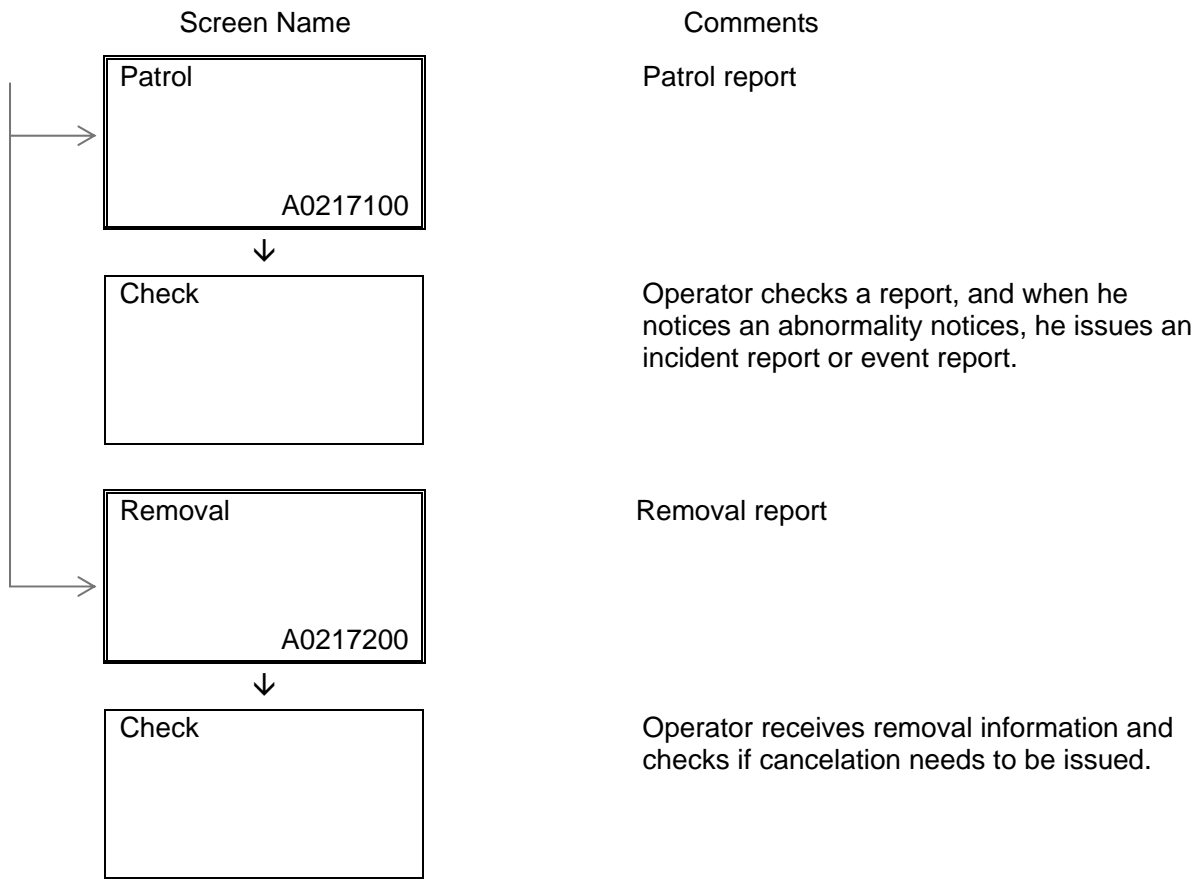 Screen Name Comments
Patrol Patrol report
A0217100
Check Operator checks a report, and when he
notices an abnormality notices, he issues an
incident report or event report.
Removal Removal report
A0217200
Check Operator receives removal information and
checks if cancelation needs to be issued.